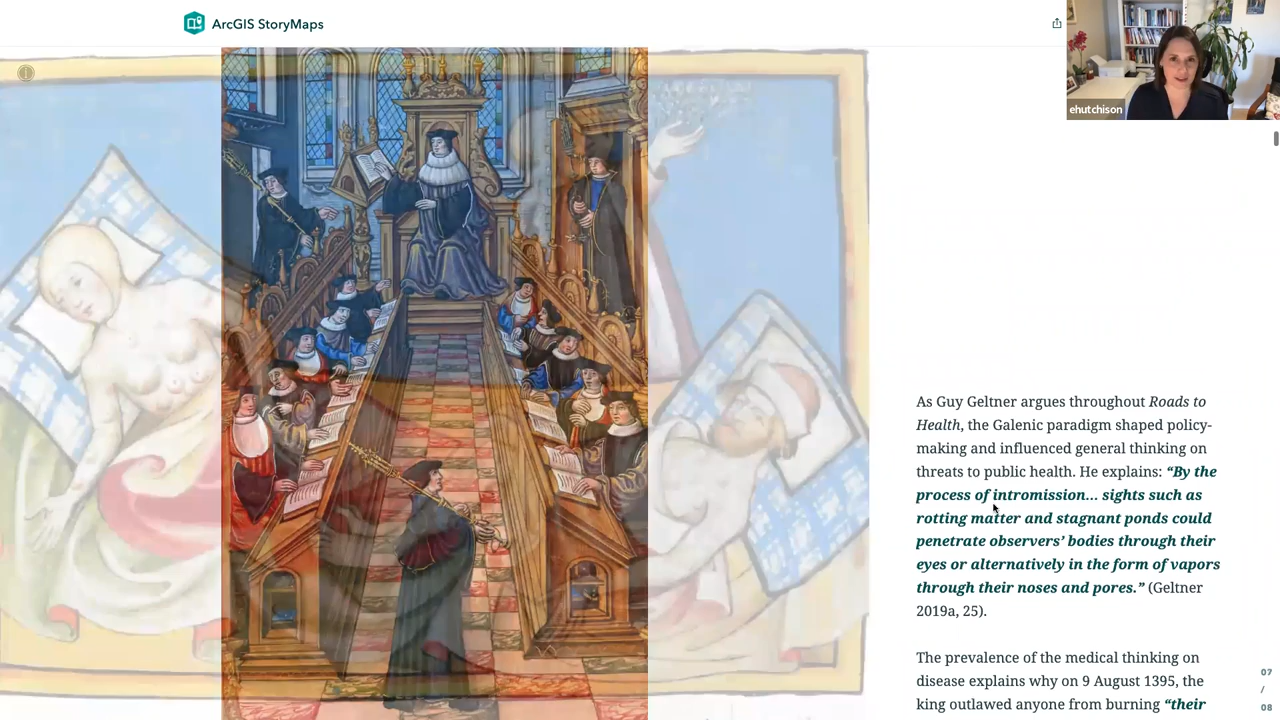 ArcGIS StoryMaps
ehutchison
As Guy Geltner argues throughout Roads to
Health, the Galenic paradigm shaped policy-
making and influenced general thinking on
threats to public health. He explains: “By the
process of intromission... sights such as
rotting matter and stagnant ponds could
penetrate observers’ bodies through their
eyes or alternatively in the form of vapors
through their noses and pores.” (Geltner
2019a, 25).
The prevalence of the medical thinking on
disease explains why on 9 August 1395, the
king outlawed anyone from burning “their
07
/
08